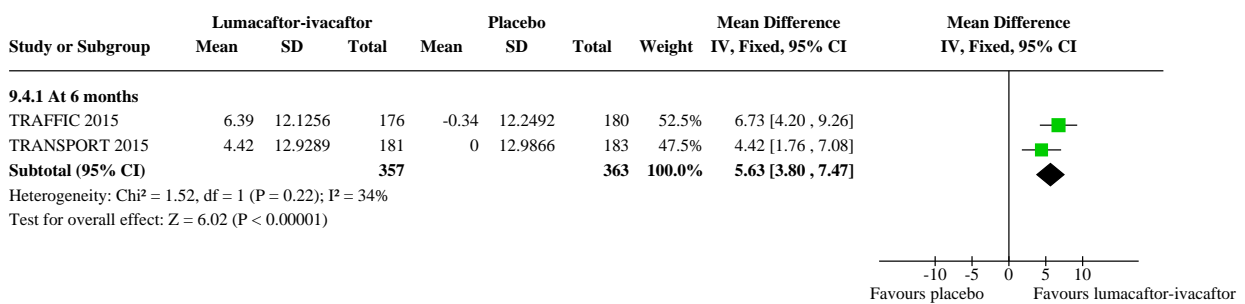 Lumacaftor-ivacaftor Placebo Mean Difference Mean Difference
Study or Subgroup Mean SD Total Mean SD Total Weight IV, Fixed, 95% CI IV, Fixed, 95% CI
9.4.1 At 6 months
TRAFFIC 2015 6.39 12.1256 176 -0.34 12.2492 180 52.5% 6.73 [4.20 , 9.26]
TRANSPORT 2015 4.42 12.9289 181 0 12.9866 183 47.5% 4.42 [1.76 , 7.08]
Subtotal (95% CI) 357 363 100.0% 5.63 [3.80 , 7.47]
Heterogeneity: Chi² = 1.52, df = 1 (P = 0.22); I² = 34%
Test for overall effect: Z = 6.02 (P < 0.00001)
-10 -5 0 5 10
Favours placebo Favours lumacaftor-ivacaftor